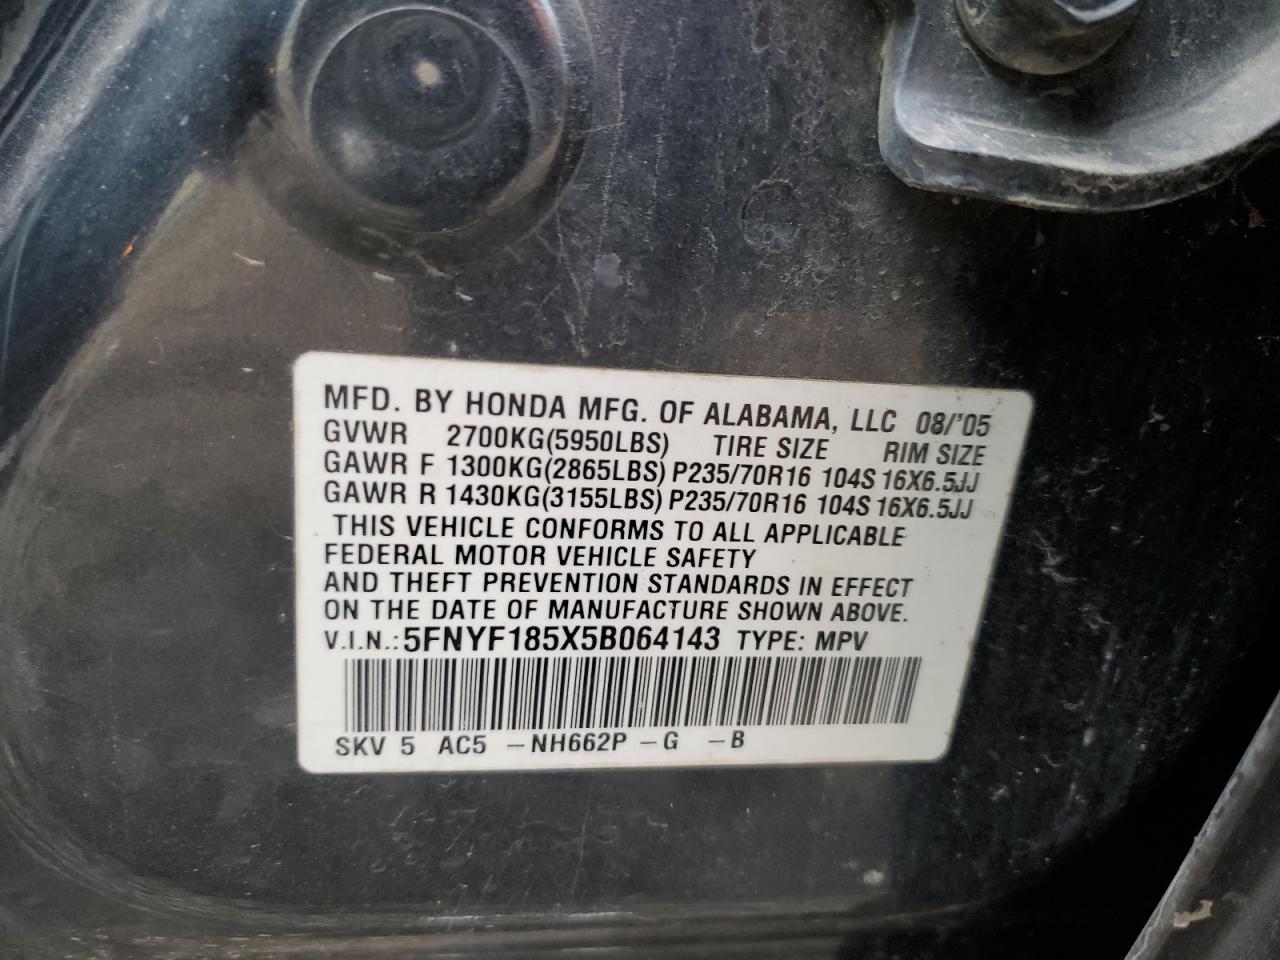 MFD. BY HONDA MFG. OF ALABAMA, LLC 08/'05
GVWR 2700KG(5950LBS) TIRE SIZE RIM SIZE
GAWR F 1300KG(2865LBS) P235/70R16 104S 16X6.5JJ
GAWR R 1430KG(3155LBS) P235/70R16 104S 16X6.5JJ
THIS VEHICLE CONFORMS TO ALL APPLICABLE
FEDERAL MOTOR VEHICLE SAFETY
AND THEFT PREVENTION STANDARDS IN EFFECT
ON THE DATE OF MANUFACTURE SHOWN ABOVE.
V.I.N.: 5FNYF185X5B064143 TYPE: MPV
SKV 5 AC5 -NH662P -G -B